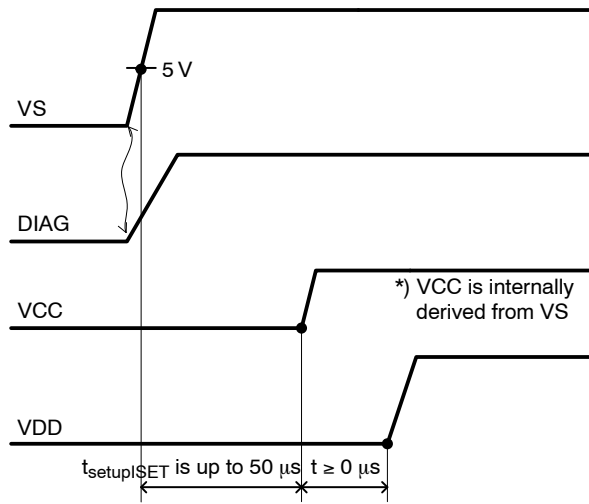 5 V
VS
DIAG
*) VCC is internally
derived from VS
VCC
VDD
tsetupISET is up to 50 μs
t ≥ 0 μs